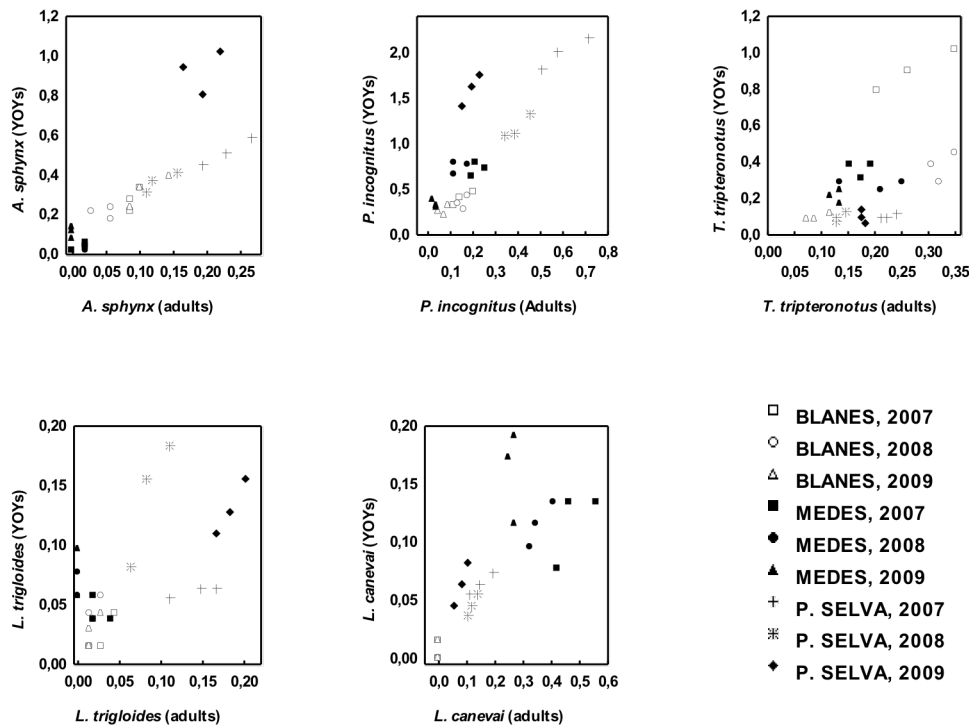 A. sphynx (YOYs)
1,2
1,0
0,8
0,6
0,4
0,2
0,0
0,00 0,05 0,10 0,15 0,20 0,25
A. sphynx (adults)
P. incognitus (YOYs)
2,0
1,5
1,0
0,5
0,0
0,0 0,2 0,4 0,6 0,8
0,1 0,3 0,5 0,7
P. incognitus (Adults)
T. tripteronotus (YOYs)
1,2
1,0
0,8
0,6
0,4
0,2
0,0
0,00 0,10 0,20 0,30
0,05 0,15 0,25 0,35
T. tripteronotus (adults)
L. trigloides (YOYs)
0,20
0,15
0,10
0,05
0,00
0,00 0,05 0,10 0,15 0,20
L. trigloides (adults)
L. canevai (YOYs)
0,20
0,15
0,10
0,05
0,00
0,0 0,1 0,2 0,3 0,4 0,5 0,6
L. canevai (adults)
BLANES, 2007
BLANES, 2008
BLANES, 2009
MEDES, 2007
MEDES, 2008
MEDES, 2009
P. SELVA, 2007
P. SELVA, 2008
P. SELVA, 2009